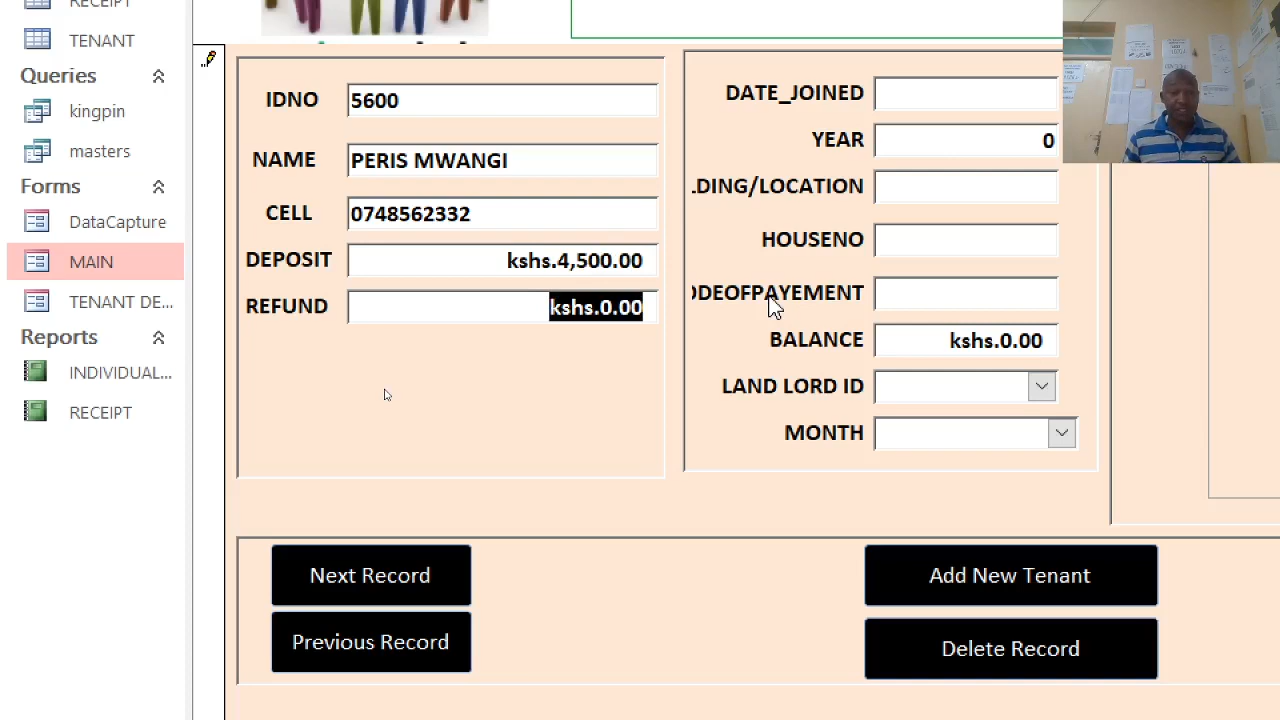 RECEIPT
TENANT
Queries
kingpin
masters
Forms
DataCapture
MAIN
TENANT DE...
Reports
INDIVIDUAL...
RECEIPT
IDNO 5600
NAME PERIS MWANGI
CELL 0748562332
DEPOSIT kshs.4,500.00
REFUND kshs.0.00
DATE_JOINED
YEAR 0
LDING/LOCATION
HOUSENO
ODEOFPAYEMENT
BALANCE kshs.0.00
LAND LORD ID
MONTH
Next Record
Previous Record
Add New Tenant
Delete Record